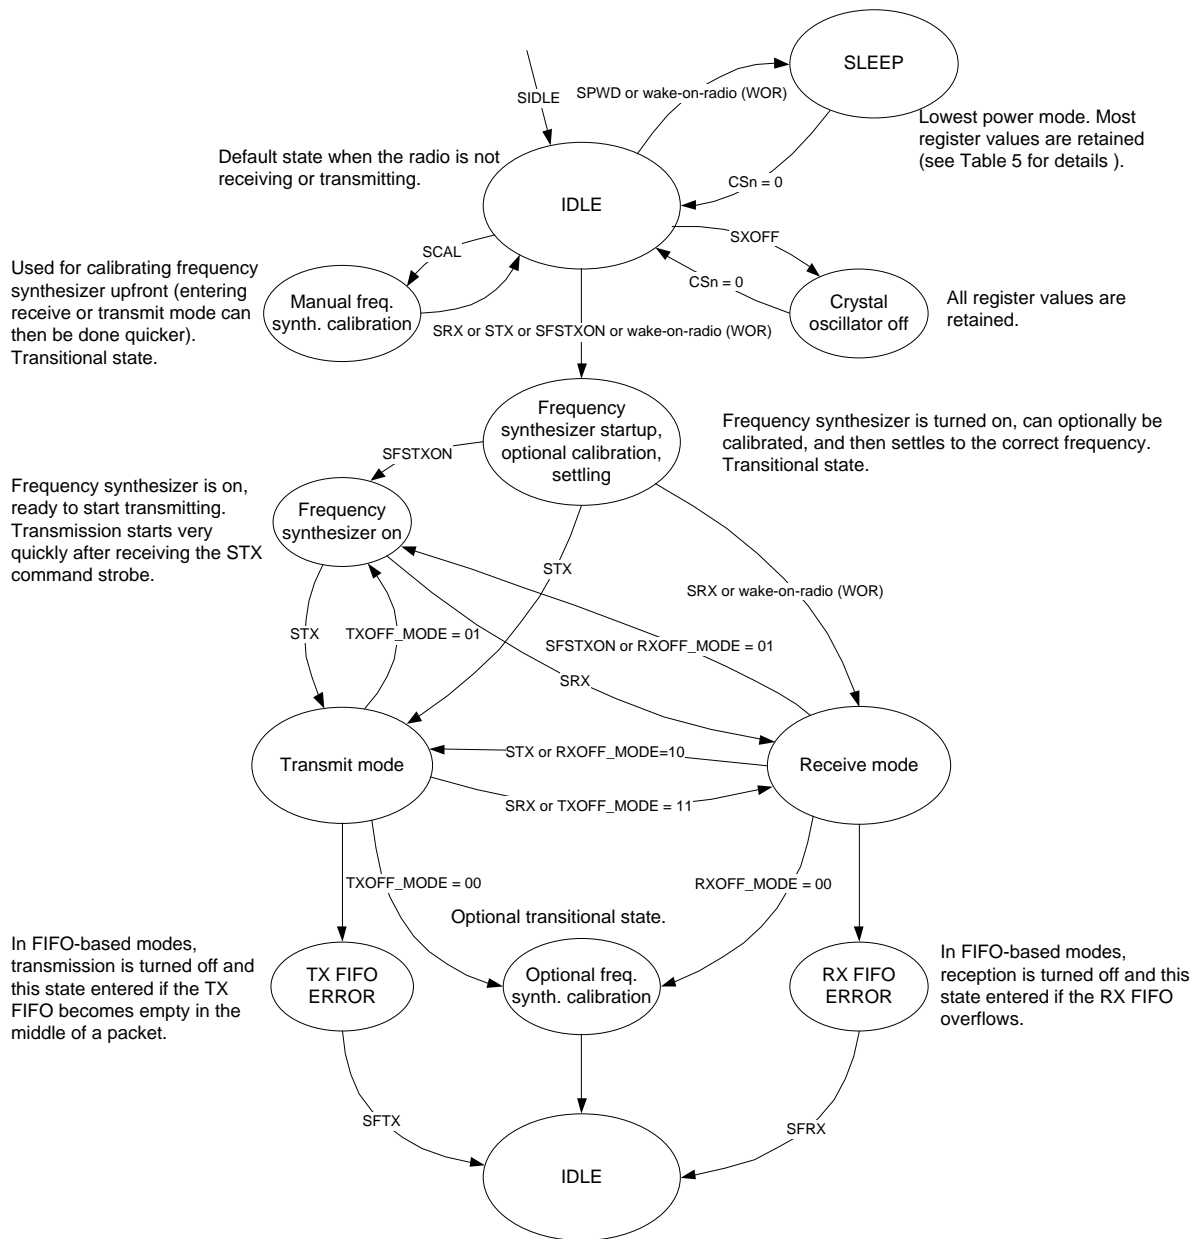 SLEEP
SIDLE
SPWD or wake-on-radio (WOR)
Lowest power mode. Most
register values are retained
(see Table 5 for details ).
Default state when the radio is not
receiving or transmitting.
CSn = 0
IDLE
SXOFF
SCAL
CSn = 0
Used for calibrating frequency
synthesizer upfront (entering
receive or transmit mode can
then be done quicker).
Transitional state.
Manual freq.
synth. calibration
Crystal
oscillator off
All register values are
retained.
SRX or STX or SFSTXON or wake-on-radio (WOR)
Frequency
synthesizer startup,
optional calibration,
settling
Frequency synthesizer is turned on, can optionally be
calibrated, and then settles to the correct frequency.
Transitional state.
SFSTXON
Frequency synthesizer is on,
ready to start transmitting.
Transmission starts very
quickly after receiving the STX
command strobe.
Frequency
synthesizer on
STX
SRX or wake-on-radio (WOR)
STX
TXOFF_MODE = 01
SFSTXON or RXOFF_MODE = 01
SRX
Transmit mode
STX or RXOFF_MODE=10
Receive mode
SRX or TXOFF_MODE = 11
TXOFF_MODE = 00
RXOFF_MODE = 00
Optional transitional state.
In FIFO-based modes,
transmission is turned off and
this state entered if the TX
FIFO becomes empty in the
middle of a packet.
TX FIFO
ERROR
Optional freq.
synth. calibration
RX FIFO
ERROR
In FIFO-based modes,
reception is turned off and this
state entered if the RX FIFO
overflows.
SFTX
SFRX
IDLE